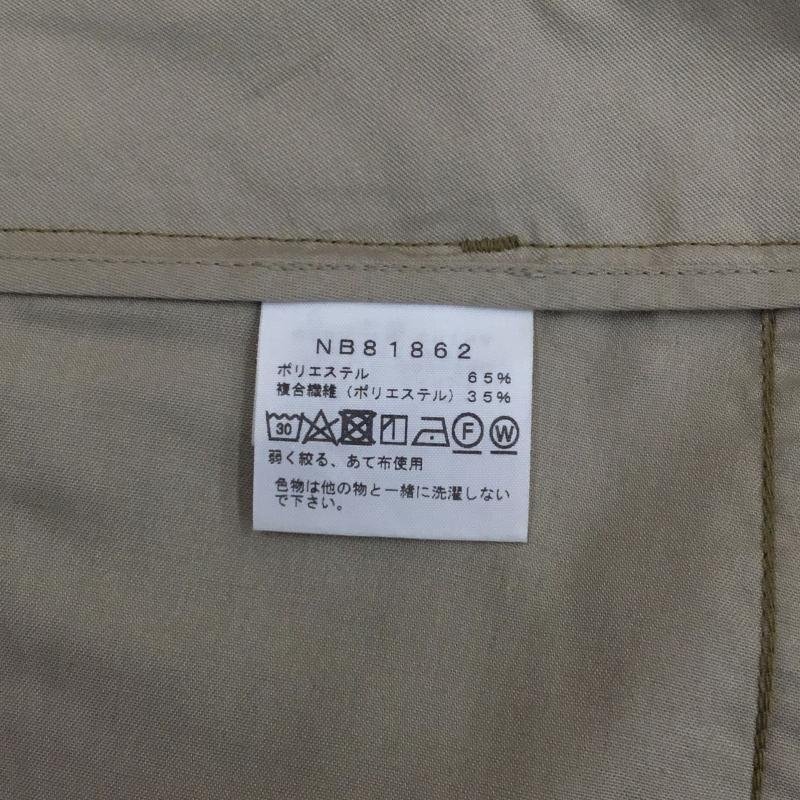 NB81862
ポリエステル 65%
複合繊維（ポリエステル）35%
30 F W
弱く絞る、あて布使用
色物は他の物と一緒に洗濯しない
で下さい。